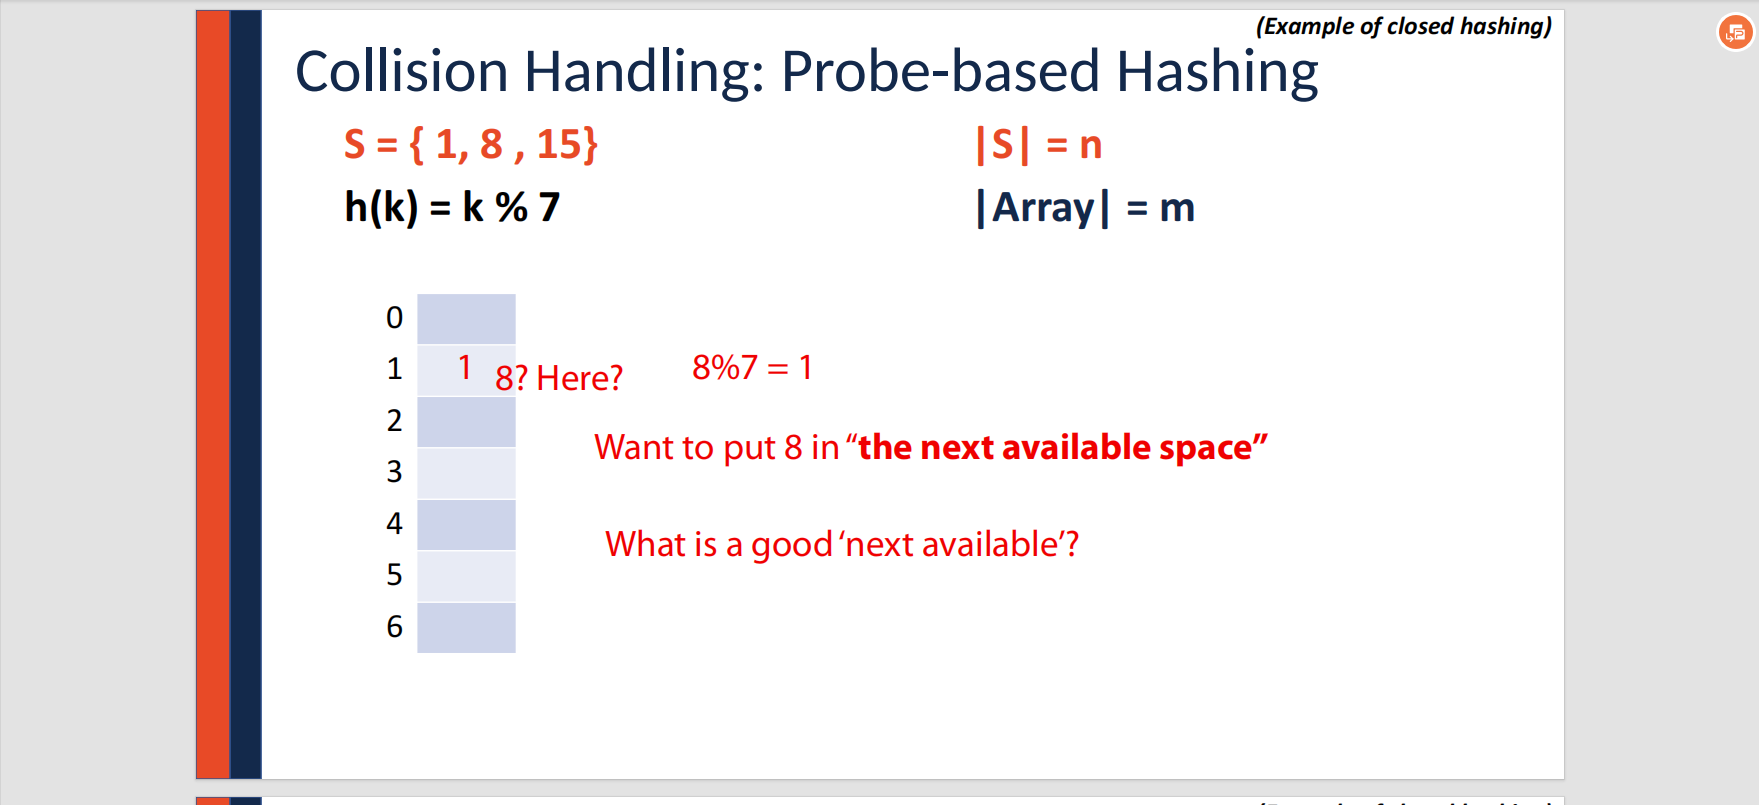 (Example of closed hashing)
Collision Handling: Probe-based Hashing
S = { 1, 8 , 15}
|S| = n
h(k) = k % 7
|Array| = m
0
1 1 8? Here? 8%7 = 1
2
Want to put 8 in “the next available space”
3
4
What is a good ‘next available’?
5
6